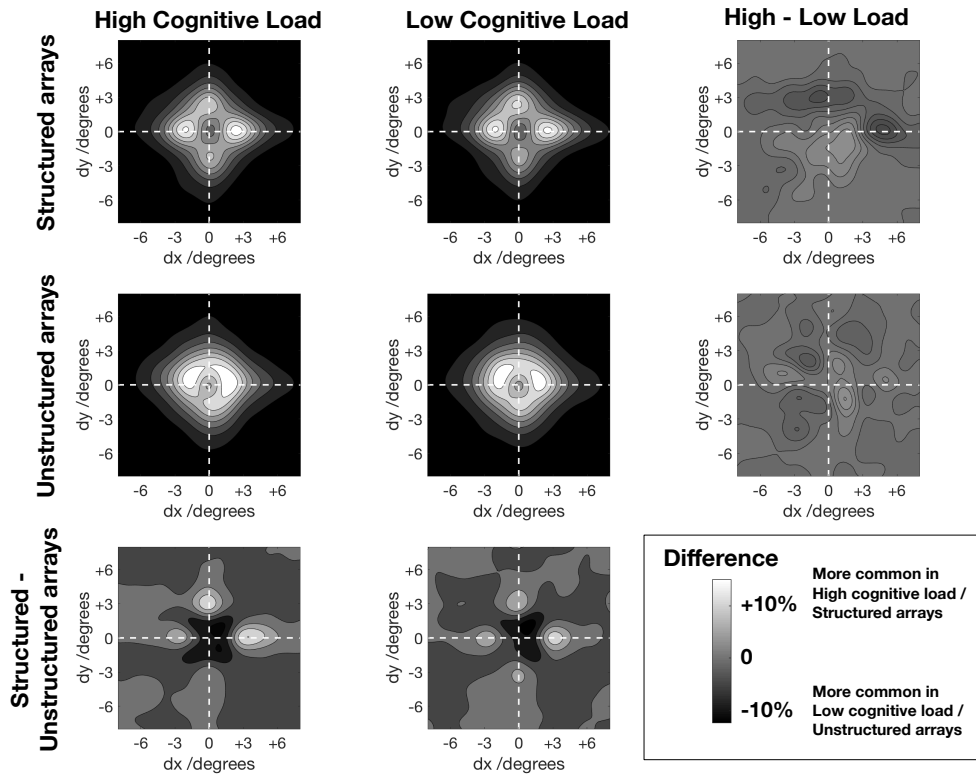 High Cognitive Load
Low Cognitive Load
High - Low Load
Structured arrays
dy /degrees
+6
+3
0
-3
-6
-6
-3
0
+3
+6
dx /degrees
dy /degrees
+6
+3
0
-3
-6
-6
-3
0
+3
+6
dx /degrees
dy /degrees
+6
+3
0
-3
-6
-6
-3
0
+3
+6
dx /degrees
Unstructured arrays
dy /degrees
+6
+3
0
-3
-6
-6
-3
0
+3
+6
dx /degrees
dy /degrees
+6
+3
0
-3
-6
-6
-3
0
+3
+6
dx /degrees
dy /degrees
+6
+3
0
-3
-6
-6
-3
0
+3
+6
dx /degrees
Structured -
Unstructured arrays
dy /degrees
+6
+3
0
-3
-6
-6
-3
0
+3
+6
dx /degrees
dy /degrees
+6
+3
0
-3
-6
-6
-3
0
+3
+6
dx /degrees
Difference
+10%
0
-10%
More common in
High cognitive load /
Structured arrays
More common in
Low cognitive load /
Unstructured arrays